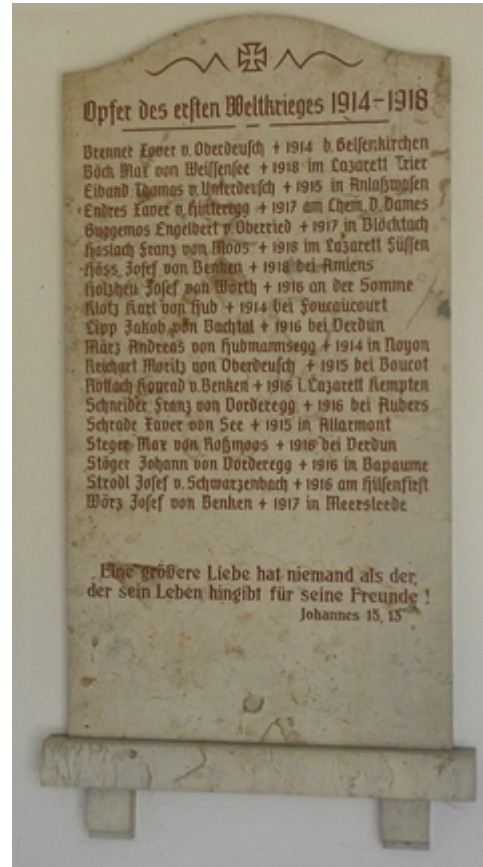 Opfer des ersten Weltkrieges 1914-1918
Brenner Xaver v. Oberdeusch + 1914 b. Gelsenkirchen
Böck Max von Weissensee + 1918 im Lazarett Trier
Eiband Thomas v. Unterdersch + 1915 in Anlaßwasen
Endres Xaver v. Hinteregg + 1917 am Chem. D. Dames
Guggemos Engelbert v. Oberried + 1917 in Blöcktach
Haslach Franz von Moos + 1918 im Lazarett Füssen
Höss Josef von Benken + 1918 bei Amiens
Holzheu Josef von Wörth + 1916 an der Somme
Klotz Karl von Hub + 1914 bei Foucaucourt
Lipp Jakob von Bachtal + 1916 bei Verdun
März Andreas von Hubmannsegg + 1914 in Noyon
Reichart Moritz von Oberdeusch + 1915 bei Boucot
Rottach Konrad v. Benken + 1916 i. Lazarett Kempten
Schneider Franz von Vorderegg + 1916 bei Aubers
Schrade Xaver von See + 1915 in Allarmont
Steger Max von Roßmoos + 1916 bei Verdun
Stöger Johann von Vorderegg + 1916 in Bapaume
Strodl Josef v. Schwarzenbach + 1916 am Hilsenfirst
Wörz Josef von Benken + 1917 in Meersleede
Eine größere Liebe hat niemand als der,
der sein Leben hingibt für seine Freunde !
Johannes 15, 13